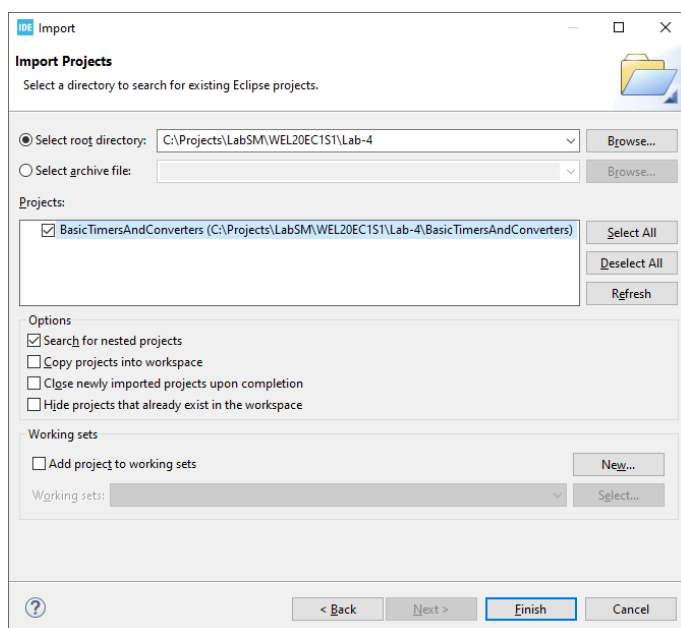 IDE Import
Import Projects
Select a directory to search for existing Eclipse projects.
Select root directory: C:\Projects\LabSM\WEL20EC1S1\Lab-4 Browse...
Select archive file: Browse...
Projects:
BasicTimersAndConverters (C:\Projects\LabSM\WEL20EC1S1\Lab-4\BasicTimersAndConverters) Select All
Deselect All
Refresh
Options
Search for nested projects
Copy projects into workspace
Close newly imported projects upon completion
Hide projects that already exist in the workspace
Working sets
Add project to working sets New...
Working sets: Select...
? < Back Next > Finish Cancel